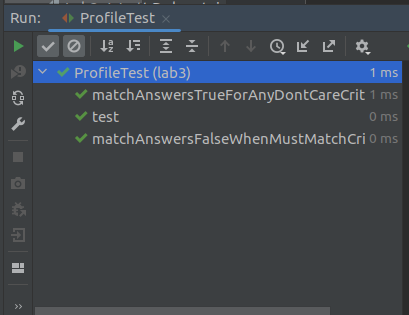 Run: ProfileTest ×
ProfileTest (lab3) 1 ms
matchAnswersTrueForAnyDontCareCrit 1 ms
test 0 ms
matchAnswersFalseWhenMustMatchCri 0 ms